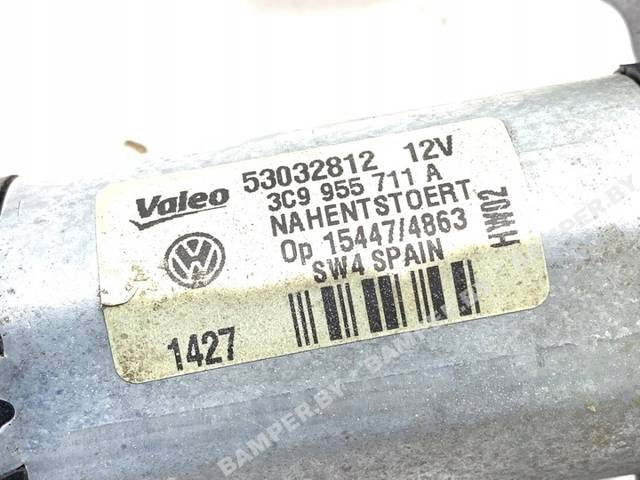 Valeo 53032812 12V
3C9 955 711 A
NAHENTSTOERT
Op 15447/4863
SW4 SPAIN
HW02
1427
BAMPER.BY - BAMPER.BY